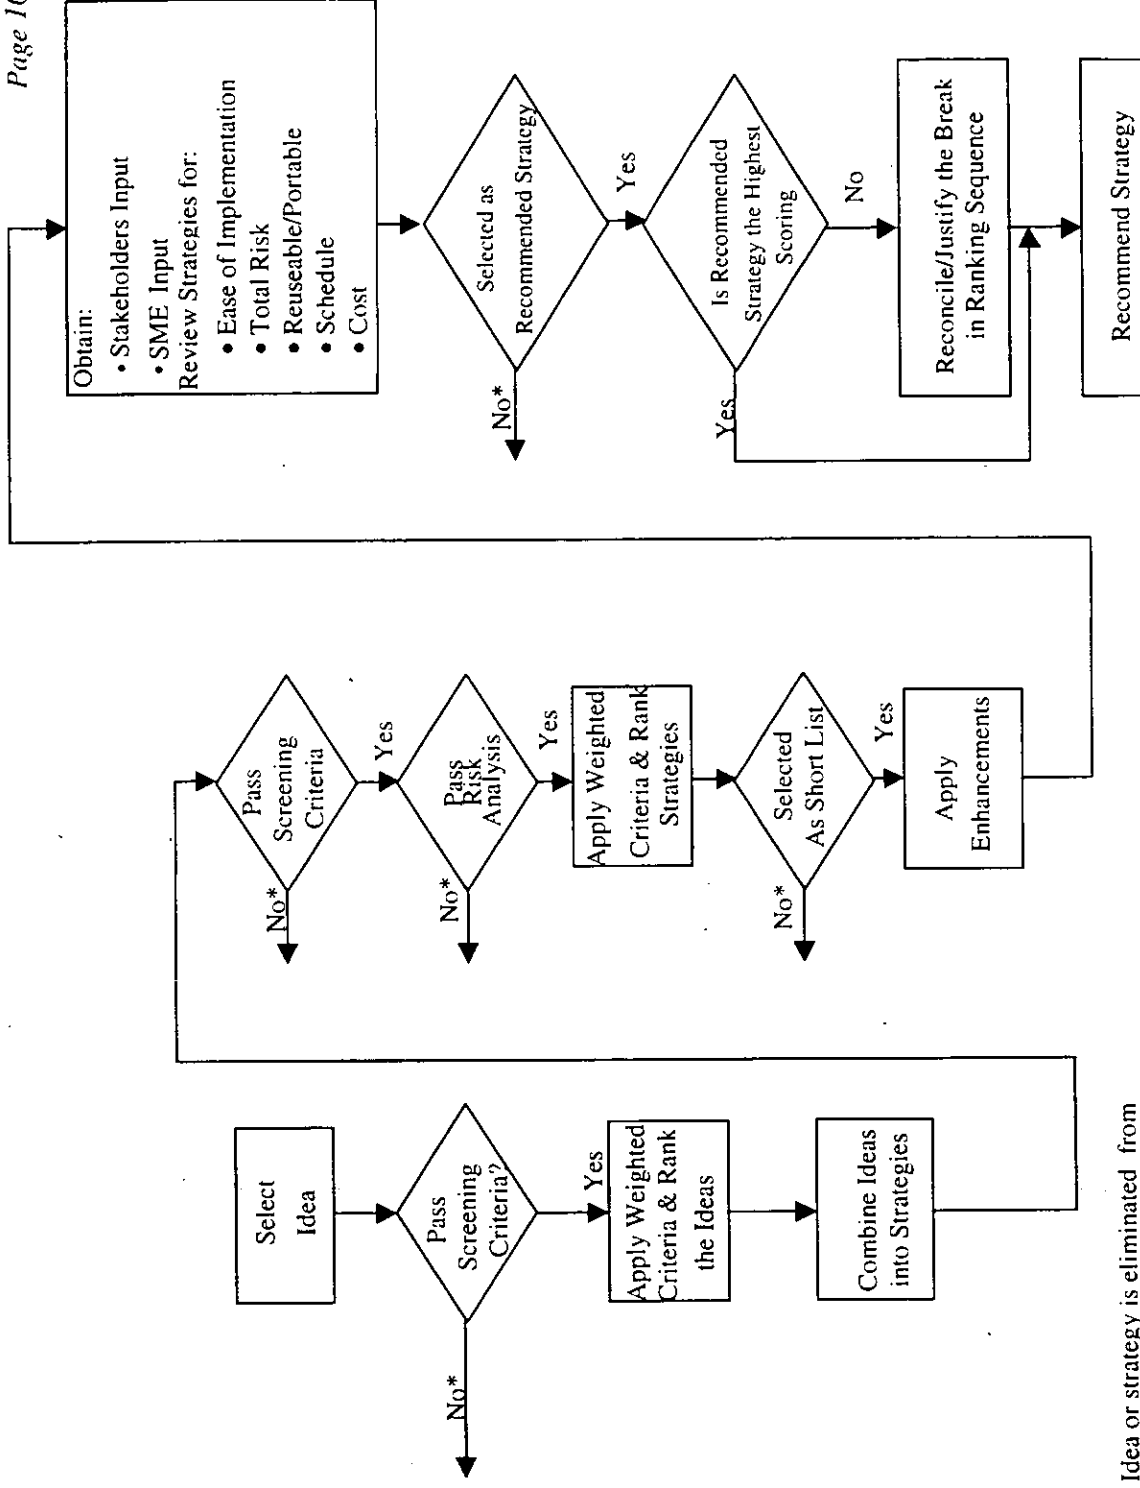 Page 10
Select
Idea
Pass
Screening
Criteria?
No*
Yes
Apply Weighted
Criteria & Rank
the Ideas
Combine Ideas
into Strategies
Pass
Screening
Criteria
No*
Yes
Pass
Risk
Analysis
No*
Yes
Apply Weighted
Criteria & Rank
Strategies
Selected
As Short List
No*
Yes
Apply
Enhancements
Obtain:
• Stakeholders Input
• SME Input
Review Strategies for:
• Ease of Implementation
• Total Risk
• Reuseable/Portable
• Schedule
• Cost
Selected as
Recommended Strategy
No*
Yes
Is Recommended
Strategy the Highest
Scoring
Yes
No
Reconcile/Justify the Break
in Ranking Sequence
Recommend Strategy
Idea or strategy is eliminated from